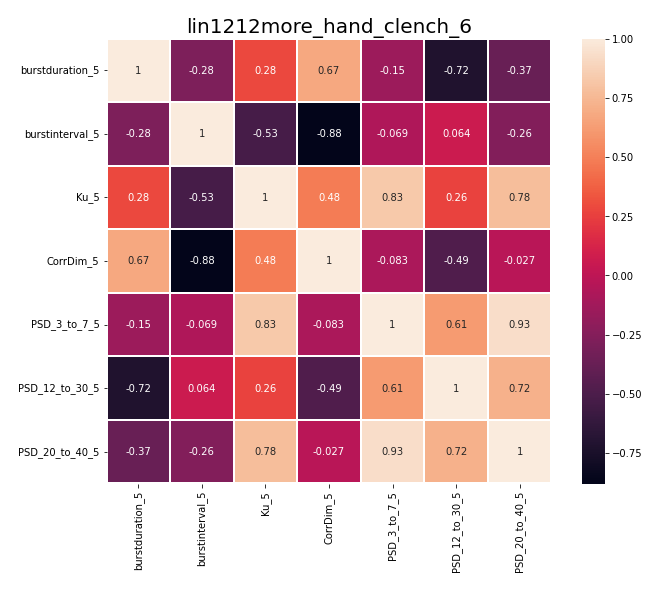 lin1212more_hand_clench_6
burstduration_5 1 -0.28 0.28 0.67 -0.15 -0.72 -0.37
burstinterval_5 -0.28 1 -0.53 -0.88 -0.069 0.064 -0.26
Ku_5 0.28 -0.53 1 0.48 0.83 0.26 0.78
CorrDim_5 0.67 -0.88 0.48 1 -0.083 -0.49 -0.027
PSD_3_to_7_5 -0.15 -0.069 0.83 -0.083 1 0.61 0.93
PSD_12_to_30_5 -0.72 0.064 0.26 -0.49 0.61 1 0.72
PSD_20_to_40_5 -0.37 -0.26 0.78 -0.027 0.93 0.72 1
burstduration_5
burstinterval_5
Ku_5
CorrDim_5
PSD_3_to_7_5
PSD_12_to_30_5
PSD_20_to_40_5
1.00
0.75
0.50
0.25
0.00
−0.25
−0.50
−0.75